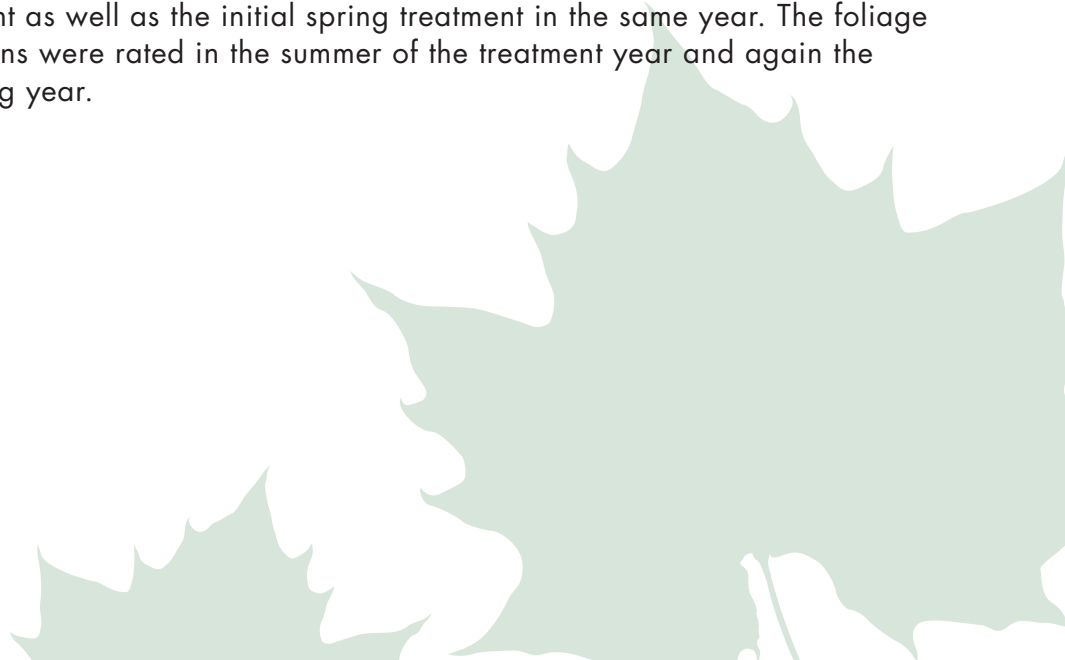 as well as the initial spring treatment in the same year. The foliage
were rated in the summer of the treatment year and again the
year.